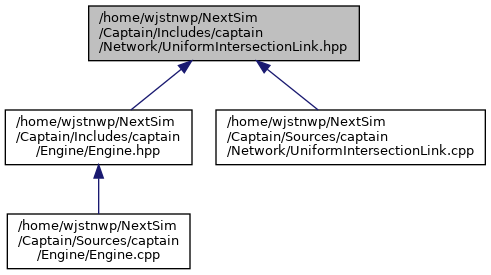 /home/wjstnwp/NextSim
/Captain/Includes/captain
/Network/UniformIntersectionLink.hpp
/home/wjstnwp/NextSim
/Captain/Includes/captain
/Engine/Engine.hpp
/home/wjstnwp/NextSim
/Captain/Sources/captain
/Network/UniformIntersectionLink.cpp
/home/wjstnwp/NextSim
/Captain/Sources/captain
/Engine/Engine.cpp